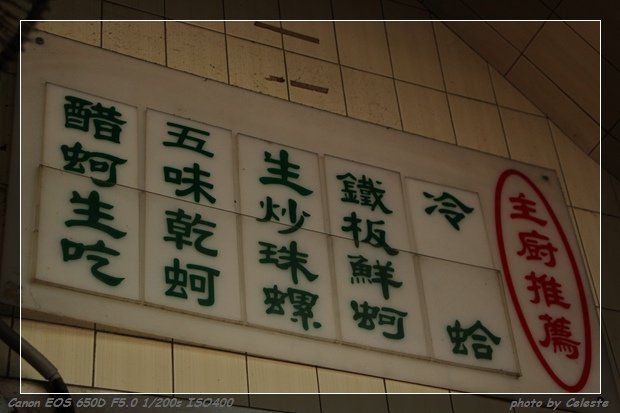 主廚推薦
冷蛤
鐵板鮮蚵
生炒珠螺
五味乾蚵
醋蚵生吃
Canon EOS 650D F5.0 1/200s ISO400
photo by Celeste